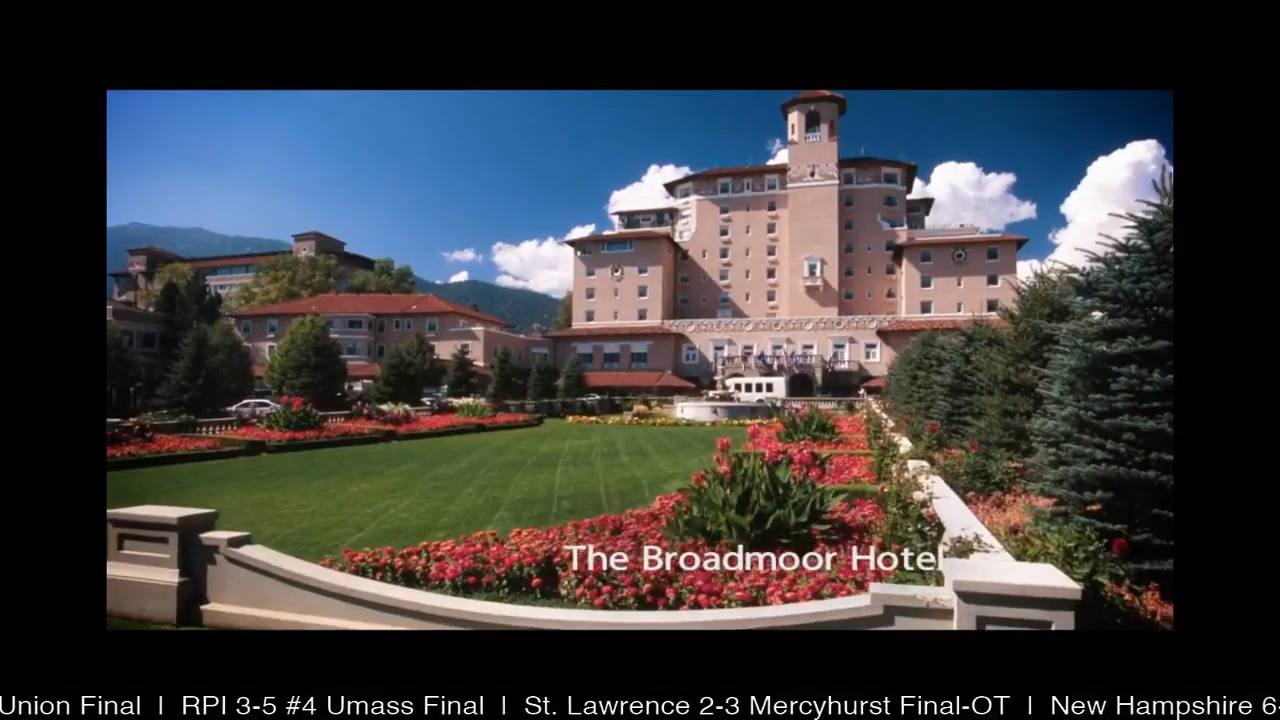 The Broadmoor Hotel
Union Final | RPI 3-5 #4 Umass Final | St. Lawrence 2-3 Mercyhurst Final-OT | New Hampshire 6-